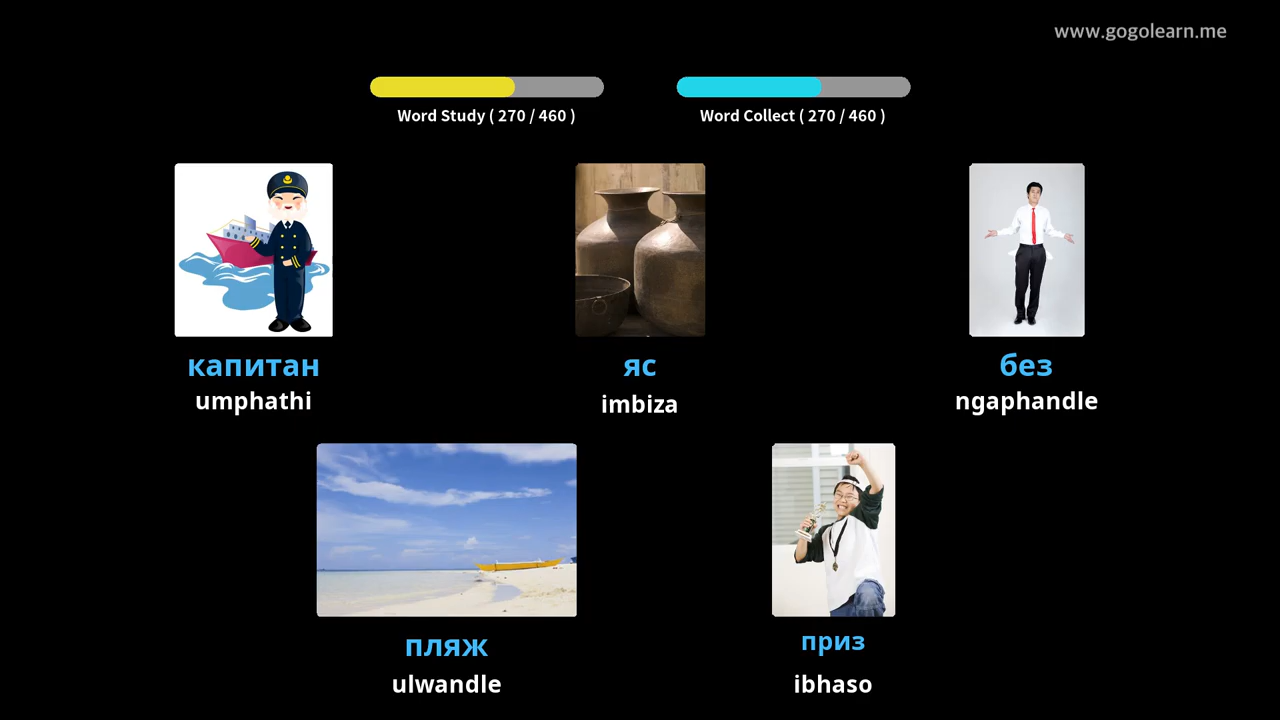 www.gogolearn.me
Word Study ( 270 / 460 )
Word Collect ( 270 / 460 )
капитан
umphathi
яс
imbiza
без
ngaphandle
пляж
ulwandle
приз
ibhaso